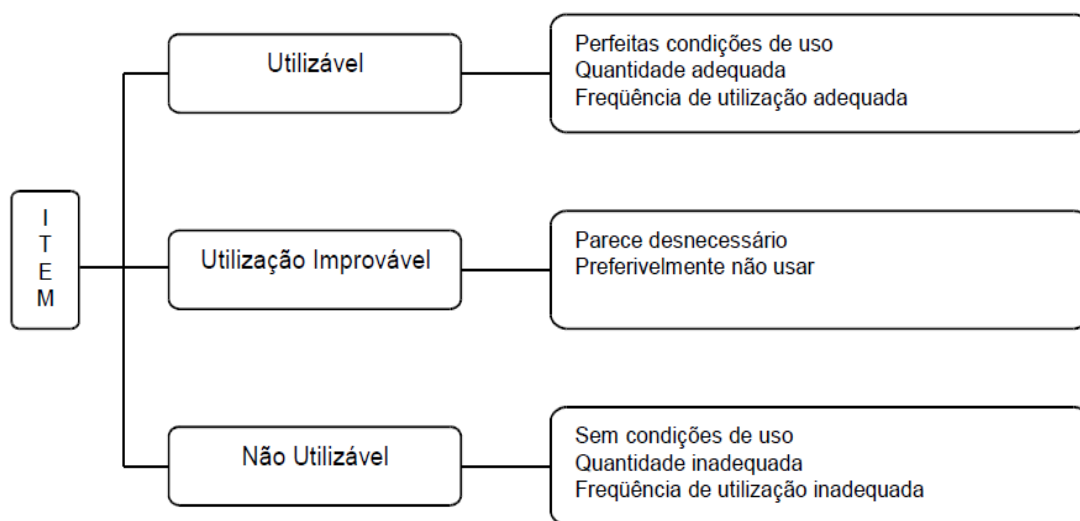 Utilizável
Perfeitas condições de uso
Quantidade adequada
Freqüência de utilização adequada
I
T
E
M
Utilização Improvável
Parece desnecessário
Preferivelmente não usar
Não Utilizável
Sem condições de uso
Quantidade inadequada
Freqüência de utilização inadequada